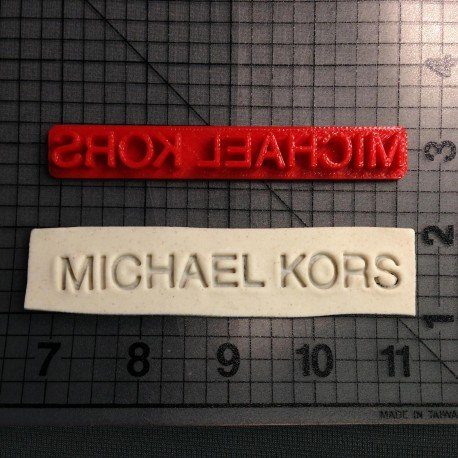 4
MICHAEL KORS
3
2
MICHAEL KORS
1
7 8 9 10 11
MADE IN TAIWAN